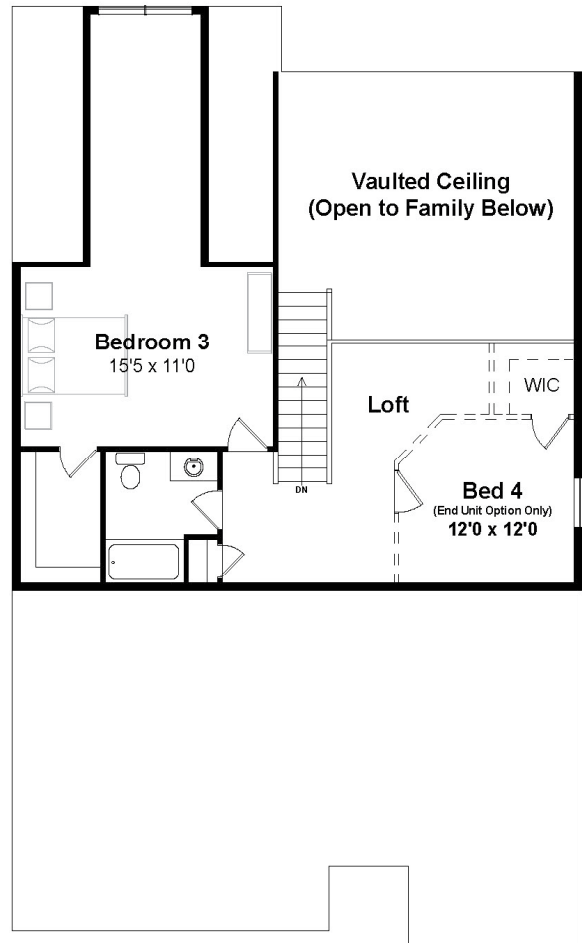 Vaulted Ceiling
(Open to Family Below)
Bedroom 3
15'5 x 11'0
WIC
Loft
DN
Bed 4
(End Unit Option Only)
12'0 x 12'0